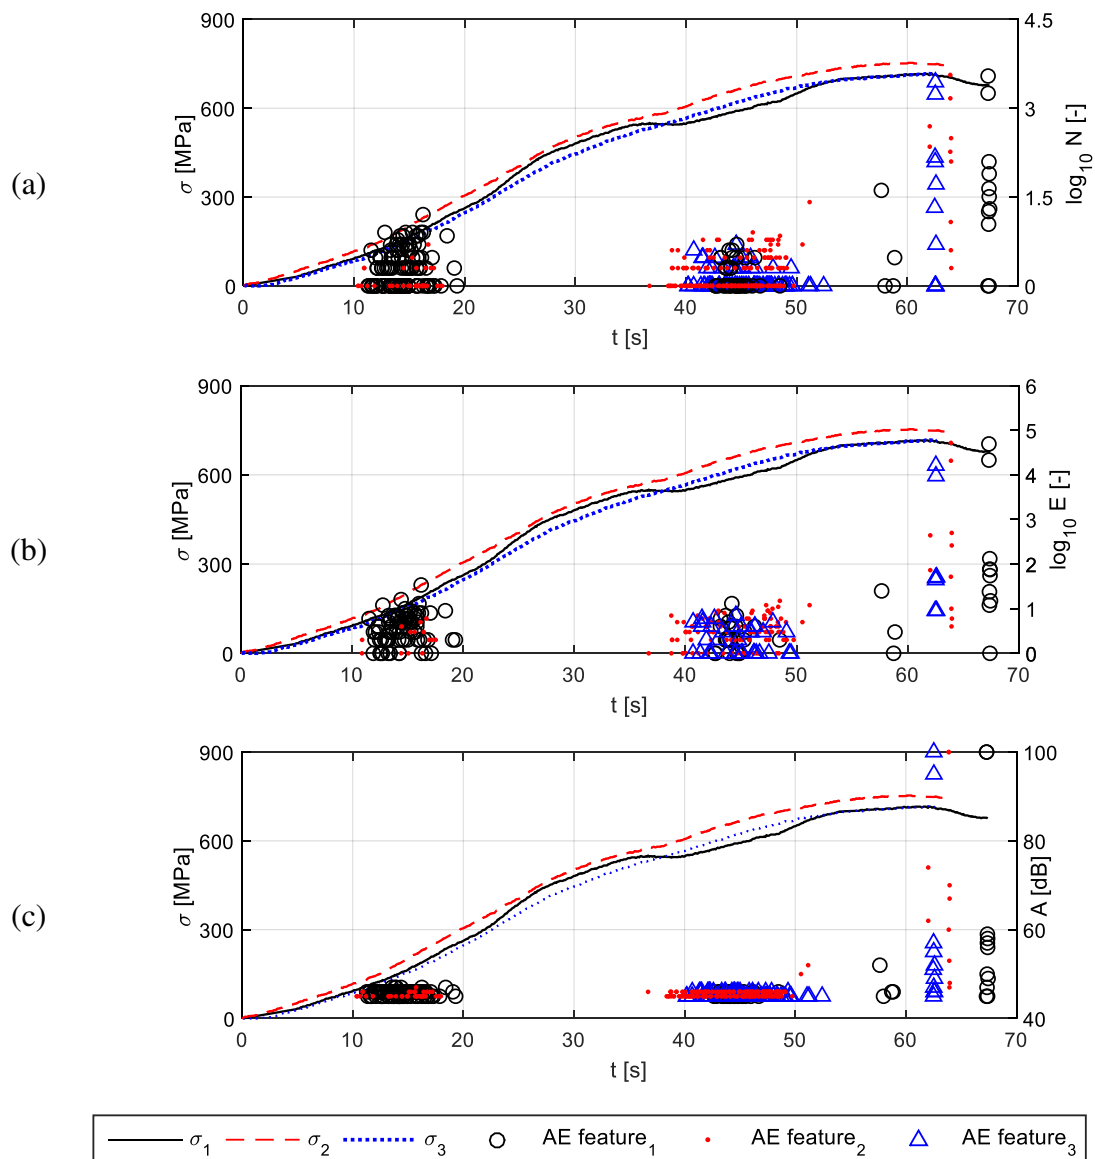 (a)
900
600
300
0
σ [MPa]
4.5
3
1.5
0
log₁₀ N [-]
0 10 20 30 40 50 60 70
t [s]
(b)
900
600
300
0
σ [MPa]
6
5
4
3
2
1
0
log₁₀ E [-]
0 10 20 30 40 50 60 70
t [s]
(c)
900
600
300
0
σ [MPa]
100
80
60
40
A [dB]
0 10 20 30 40 50 60 70
t [s]
σ₁ σ₂ σ₃ AE feature₁ AE feature₂ AE feature₃